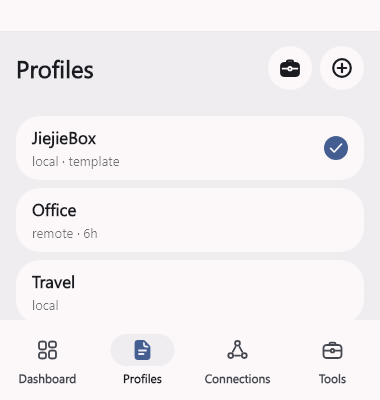 Profiles
JiejieBox
local · template
Office
remote · 6h
Travel
local
Dashboard
Profiles
Connections
Tools